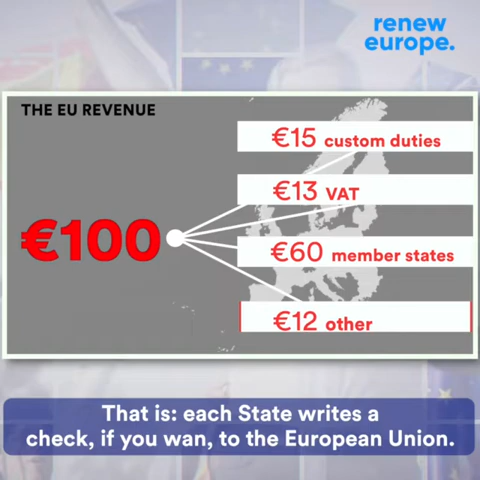 renew
europe.
THE EU REVENUE
€100
€15 custom duties
€13 VAT
€60 member states
€12 other
That is: each State writes a
check, if you wan, to the European Union.